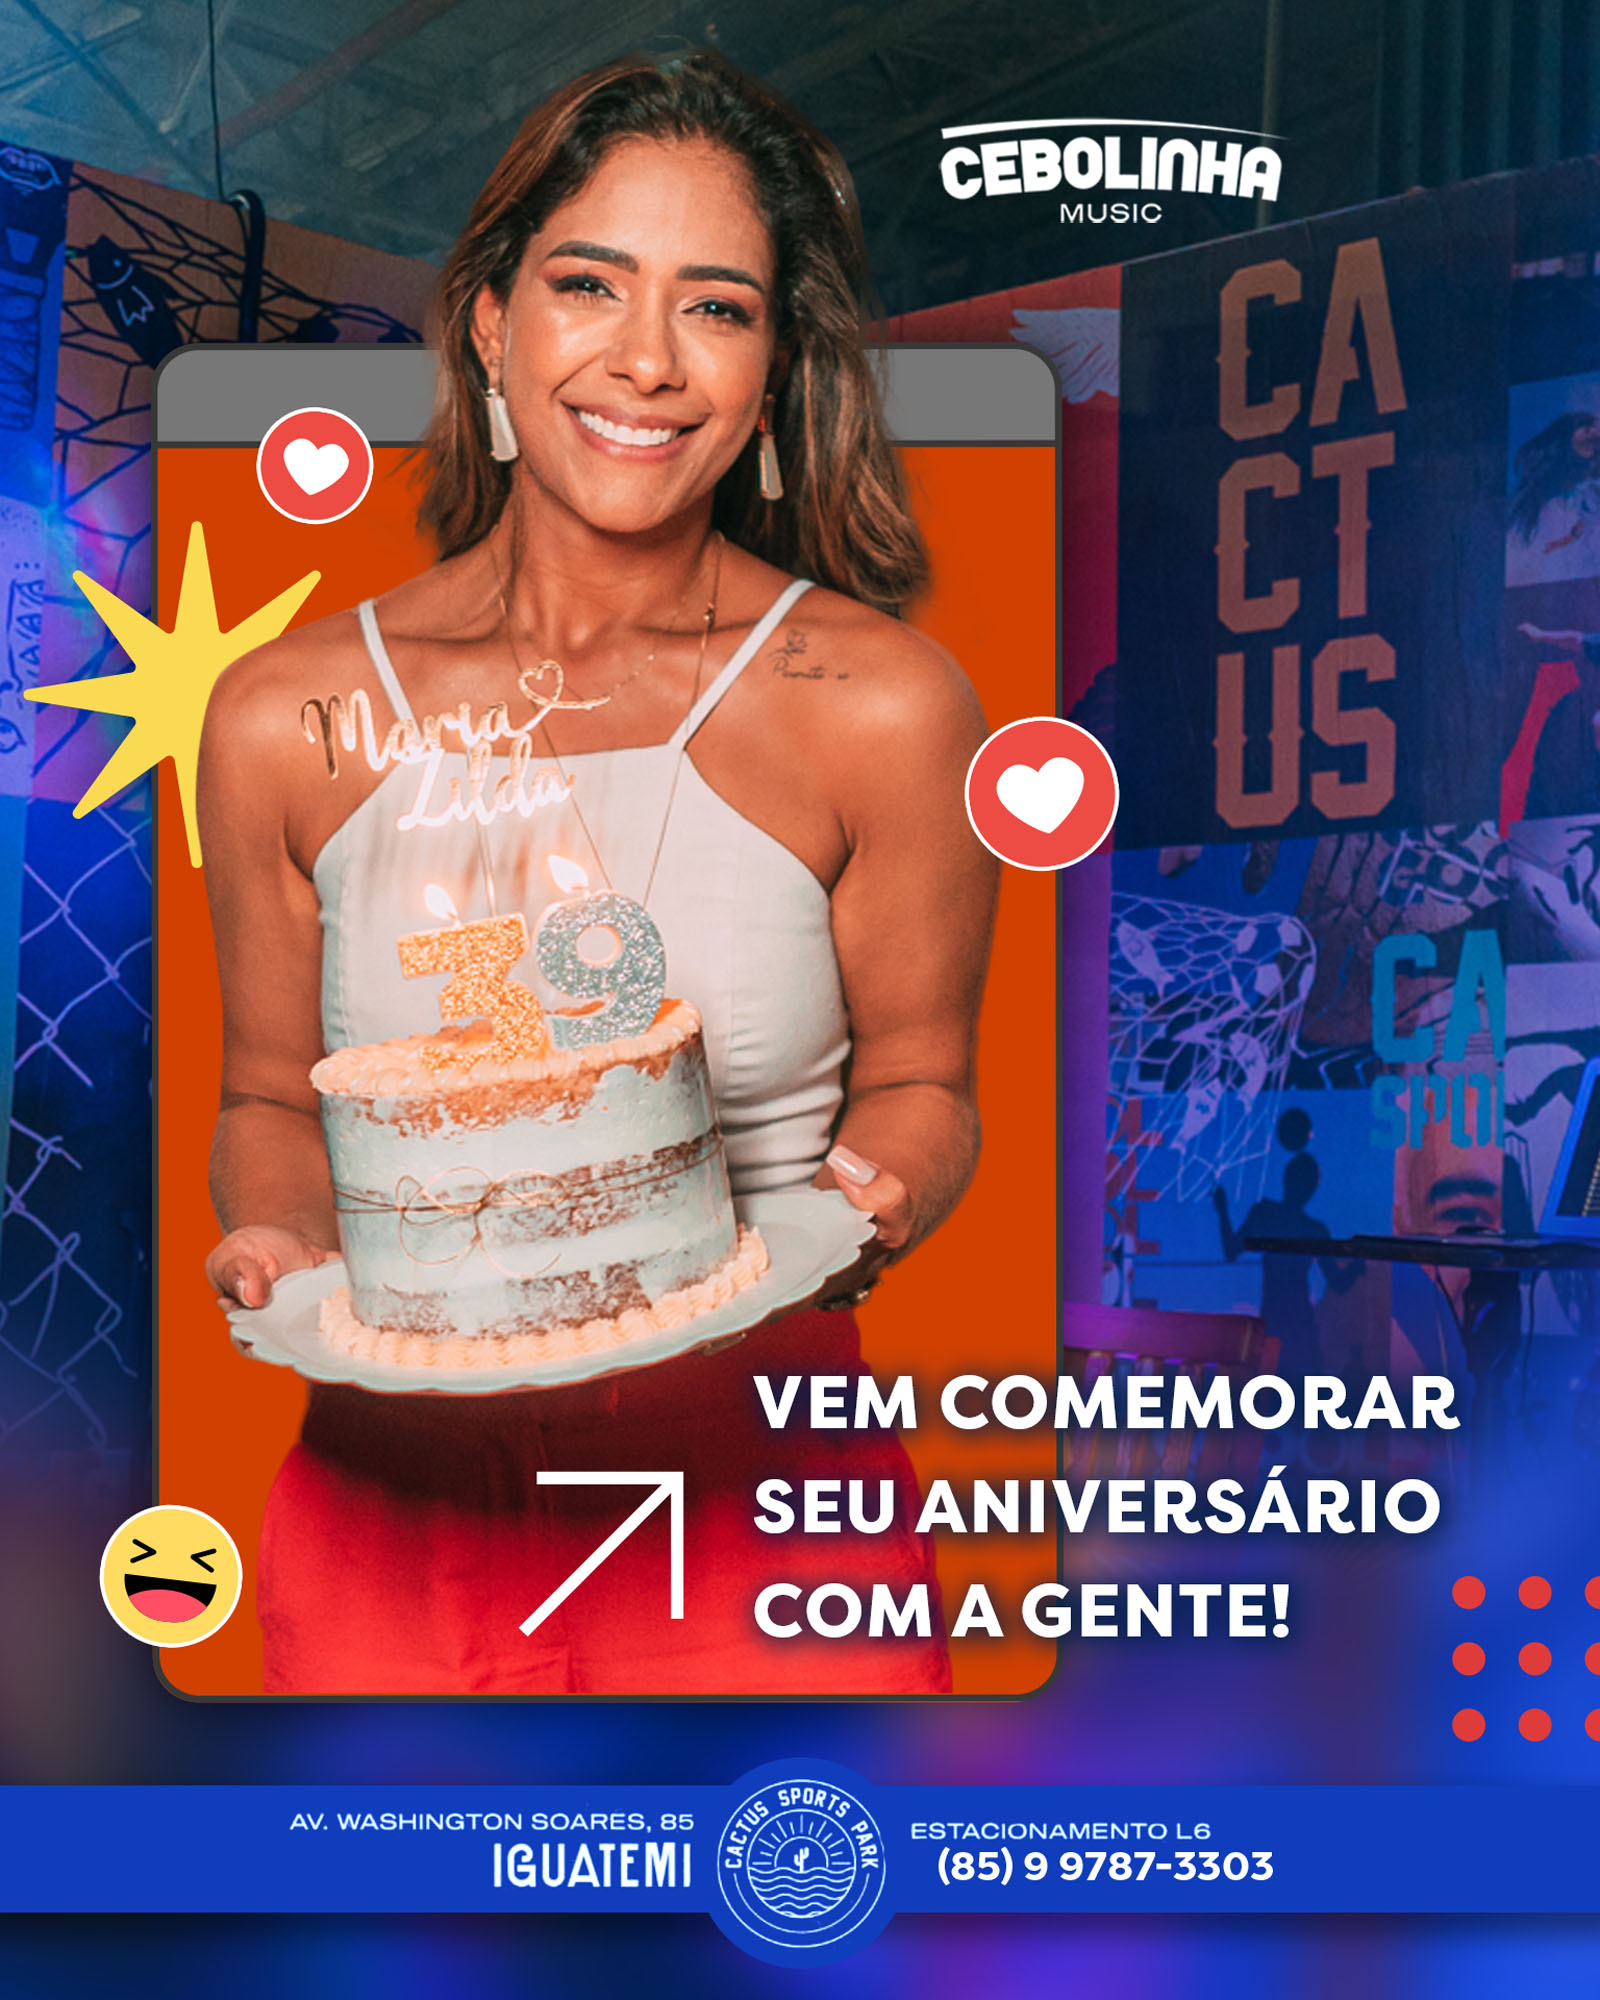 CEBOLINHA
MUSIC
CA
CT
US
Maria
Zilda
39
CA
VEM COMEMORAR
SEU ANIVERSÁRIO
COM A GENTE!
AV. WASHINGTON SOARES, 85
IGUATEMI
CACTUS SPORTS PARK
ESTACIONAMENTO L6
(85) 9 9787-3303